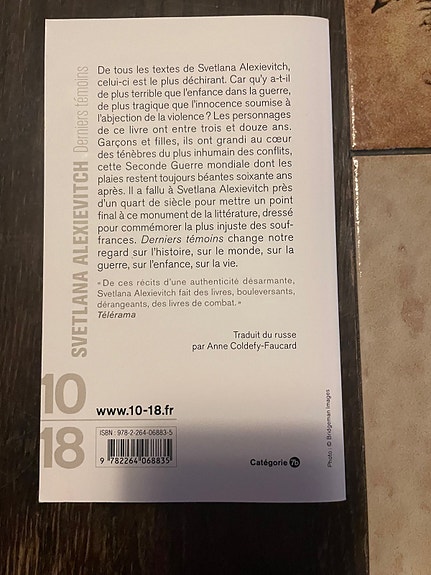 SVETLANA ALEXIEVITCH Derniers témoins
De tous les textes de Svetlana Alexievitch,
celui-ci est le plus déchirant. Car qu'y a-t-il
de plus terrible que l'enfance dans la guerre,
de plus tragique que l'innocence soumise à
l'abjection de la violence ? Les personnages
de ce livre ont entre trois et douze ans.
Garçons et filles, ils ont grandi au cœur
des ténèbres du plus inhumain des conflits,
cette Seconde Guerre mondiale dont les
plaies restent toujours béantes soixante ans
après. Il a fallu à Svetlana Alexievitch près
d'un quart de siècle pour mettre un point
final à ce monument de la littérature, dressé
pour commémorer la plus injuste des souf-
frances. Derniers témoins change notre
regard sur l'histoire, sur le monde, sur la
guerre, sur l'enfance, sur la vie.
« De ces récits d'une authenticité désarmante,
Svetlana Alexievitch fait des livres, bouleversants,
dérangeants, des livres de combat. »
Télérama
Traduit du russe
par Anne Coldefy-Faucard
10
18
www.10-18.fr
ISBN : 978-2-264-06883-5
9 782264 068835
Catégorie 7b
Photo : © Bridgeman Images